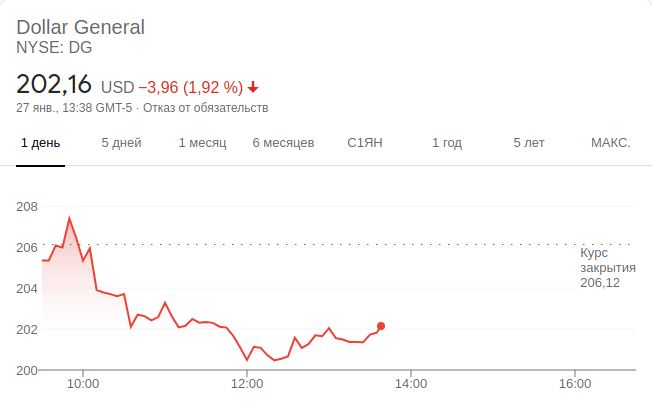 Dollar General
NYSE: DG
202,16 USD −3,96 (1,92 %)
27 янв., 13:38 GMT-5 · Отказ от обязательств
1 день 5 дней 1 месяц 6 месяцев С1ЯН 1 год 5 лет МАКС.
208
206
Курс
закрытия
206,12
204
202
200
10:00 12:00 14:00 16:00